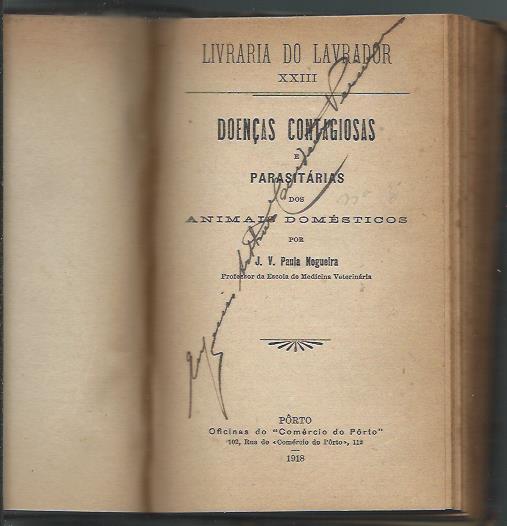 LIVRARIA DO LAVRADOR
XXIII
DOENÇAS CONTAGIOSAS
E
PARASITÁRIAS
DOS
ANIMAIS DOMÉSTICOS
POR
J. V. Paula Nogueira
Professor da Escola de Medicina Veterinária
PÔRTO
Oficinas do "Comércio do Pôrto"
102, Rua do «Comércio do Pôrto», 112
1918